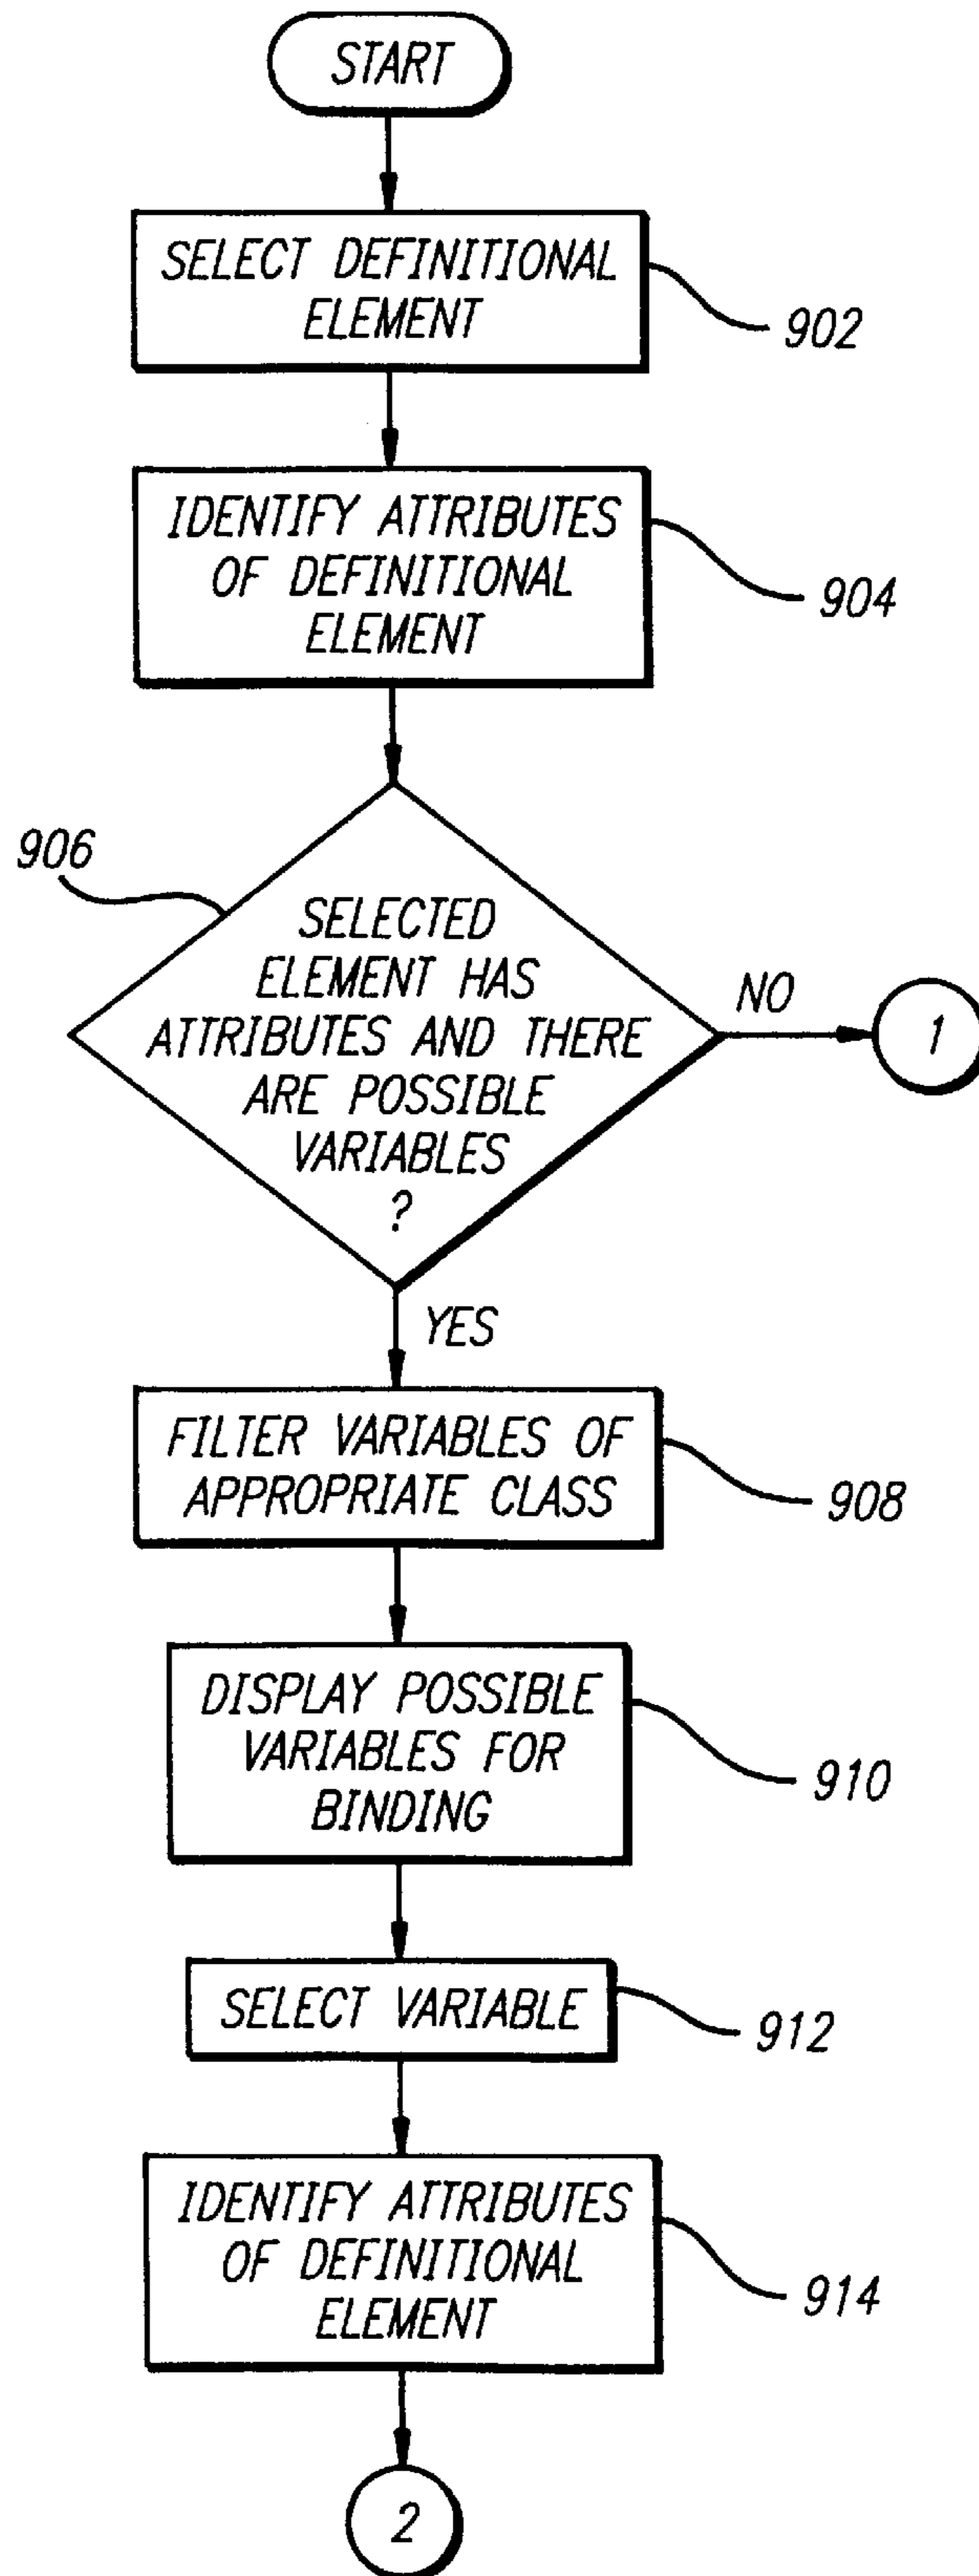 START
SELECT DEFINITIONAL
ELEMENT
902
IDENTIFY ATTRIBUTES
OF DEFINITIONAL
ELEMENT
904
906
SELECTED
ELEMENT HAS
ATTRIBUTES AND THERE
ARE POSSIBLE
VARIABLES
?
NO
1
YES
FILTER VARIABLES OF
APPROPRIATE CLASS
908
DISPLAY POSSIBLE
VARIABLES FOR
BINDING
910
SELECT VARIABLE
912
IDENTIFY ATTRIBUTES
OF DEFINITIONAL
ELEMENT
914
2